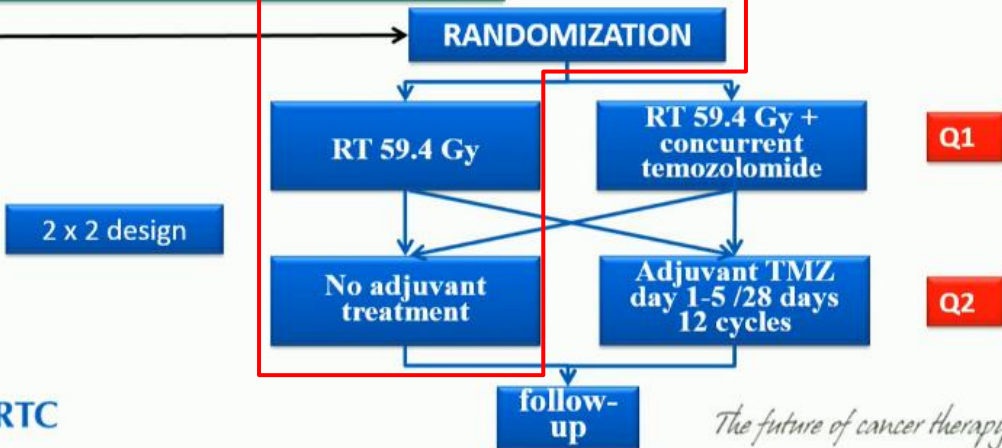 RANDOMIZATION
RT 59.4 Gy
RT 59.4 Gy +
concurrent
temozolomide
Q1
2 x 2 design
No adjuvant
treatment
Adjuvant TMZ
day 1-5 /28 days
12 cycles
Q2
RTC
follow-
up
The future of cancer therapy